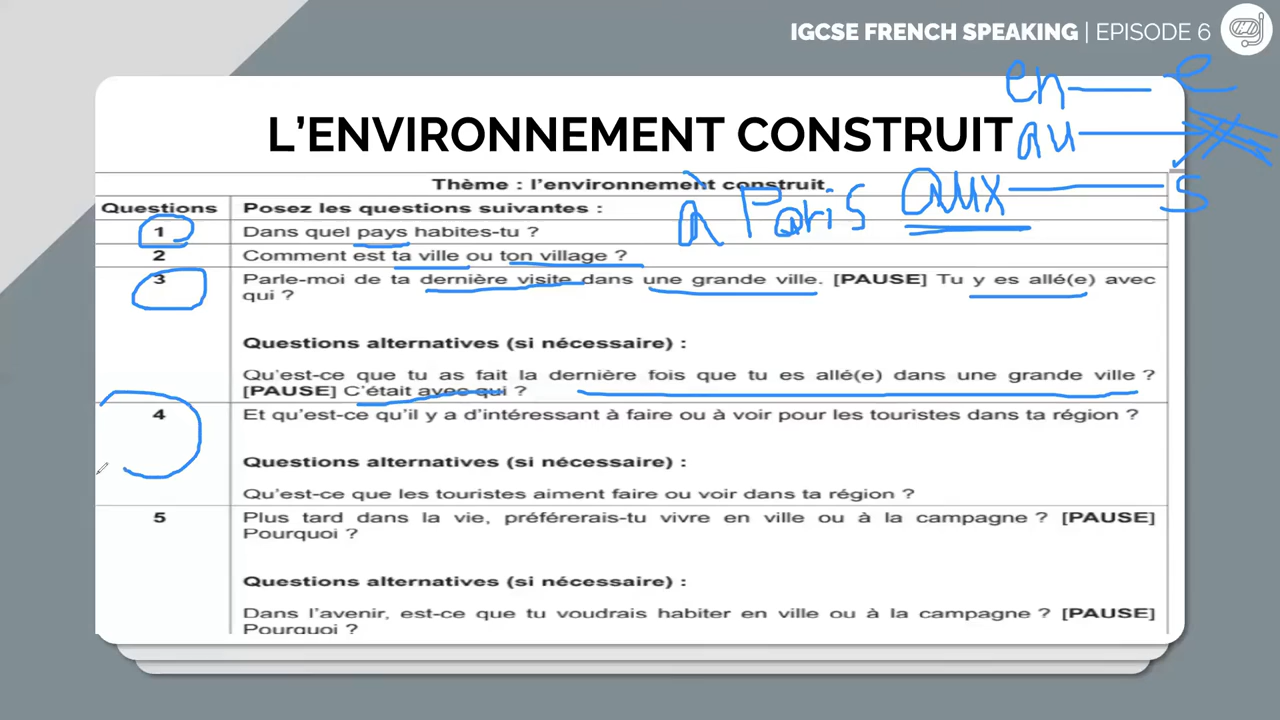 IGCSE FRENCH SPEAKING | EPISODE 6
en e
L'ENVIRONNEMENT CONSTRUIT
au
Thème : l'environnement construit
à Paris aux s
Questions Posez les questions suivantes :
1 Dans quel pays habites-tu ?
2 Comment est ta ville ou ton village ?
3 Parle-moi de ta dernière visite dans une grande ville. [PAUSE] Tu y es allé(e) avec
qui ?
Questions alternatives (si nécessaire) :
Qu'est-ce que tu as fait la dernière fois que tu es allé(e) dans une grande ville ?
[PAUSE] C'était avec qui ?
4 Et qu'est-ce qu'il y a d'intéressant à faire ou à voir pour les touristes dans ta région ?
Questions alternatives (si nécessaire) :
Qu'est-ce que les touristes aiment faire ou voir dans ta région ?
5 Plus tard dans la vie, préférerais-tu vivre en ville ou à la campagne ? [PAUSE]
Pourquoi ?
Questions alternatives (si nécessaire) :
Dans l'avenir, est-ce que tu voudrais habiter en ville ou à la campagne ? [PAUSE]
Pourquoi ?